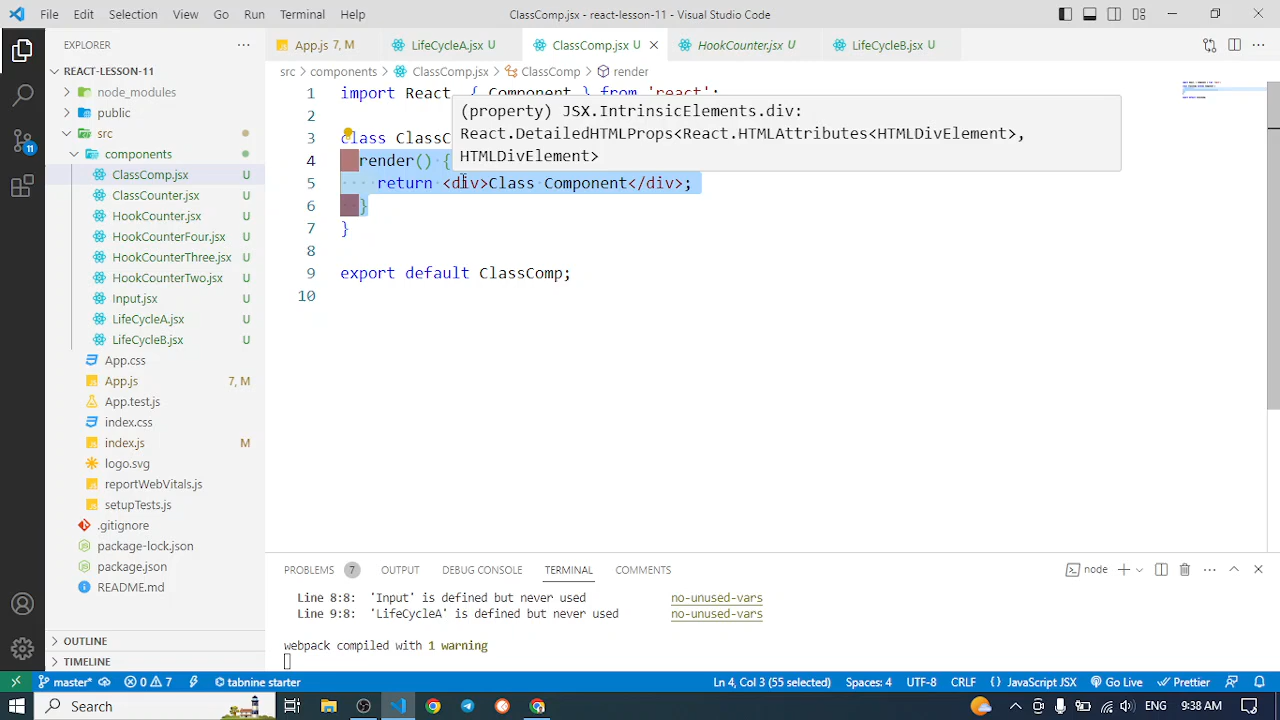 File Edit Selection View Go Run Terminal Help
ClassComp.jsx - react-lesson-11 - Visual Studio Code
EXPLORER
REACT-LESSON-11
node_modules
public
src
components
ClassComp.jsx U
ClassCounter.jsx U
HookCounter.jsx U
HookCounterFour.jsx U
HookCounterThree.jsx U
HookCounterTwo.jsx U
Input.jsx U
LifeCycleA.jsx U
LifeCycleB.jsx U
App.css
App.js 7, M
App.test.js
index.css
index.js M
logo.svg
reportWebVitals.js
setupTests.js
.gitignore
package-lock.json
package.json
README.md
OUTLINE
TIMELINE
11
App.js 7, M
LifeCycleA.jsx U
ClassComp.jsx U
HookCounter.jsx U
LifeCycleB.jsx U
src > components > ClassComp.jsx > ClassComp > render
1 import React, { Component } from 'react';
2
3 class ClassC
(property) JSX.IntrinsicElements.div:
React.DetailedHTMLProps<React.HTMLAttributes<HTMLDivElement>,
HTMLDivElement>
4 render() {
5 return <div>Class Component</div>;
6 }
7 }
8
9 export default ClassComp;
10
PROBLEMS 7 OUTPUT DEBUG CONSOLE TERMINAL COMMENTS
node
Line 8:8: 'Input' is defined but never used no-unused-vars
Line 9:8: 'LifeCycleA' is defined but never used no-unused-vars
webpack compiled with 1 warning
master* 0 7 tabnine starter
Ln 4, Col 3 (55 selected) Spaces: 4 UTF-8 CRLF JavaScript JSX Go Live Prettier
Search
ENG 9:38 AM